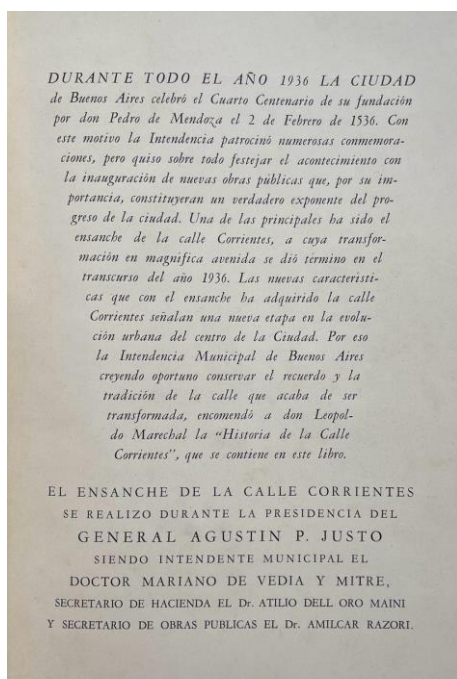 DURANTE TODO EL AÑO 1936 LA CIUDAD
de Buenos Aires celebró el Cuarto Centenario de su fundación
por don Pedro de Mendoza el 2 de Febrero de 1536. Con
este motivo la Intendencia patrocinó numerosas conmemora-
ciones, pero quiso sobre todo festejar el acontecimiento con
la inauguración de nuevas obras públicas que, por su im-
portancia, constituyeran un verdadero exponente del pro-
greso de la ciudad. Una de las principales ha sido el
ensanche de la calle Corrientes, a cuya transfor-
mación en magnífica avenida se dió término en el
transcurso del año 1936. Las nuevas característi-
cas que con el ensanche ha adquirido la calle
Corrientes señalan una nueva etapa en la evolu-
ción urbana del centro de la Ciudad. Por eso
la Intendencia Municipal de Buenos Aires
creyendo oportuno conservar el recuerdo y la
tradición de la calle que acaba de ser
transformada, encomendó a don Leopol-
do Marechal la "Historia de la Calle
Corrientes", que se contiene en este libro.
EL ENSANCHE DE LA CALLE CORRIENTES
SE REALIZO DURANTE LA PRESIDENCIA DEL
GENERAL AGUSTIN P. JUSTO
SIENDO INTENDENTE MUNICIPAL EL
DOCTOR MARIANO DE VEDIA Y MITRE,
SECRETARIO DE HACIENDA EL Dr. ATILIO DELL ORO MAINI
Y SECRETARIO DE OBRAS PUBLICAS EL Dr. AMILCAR RAZORI.